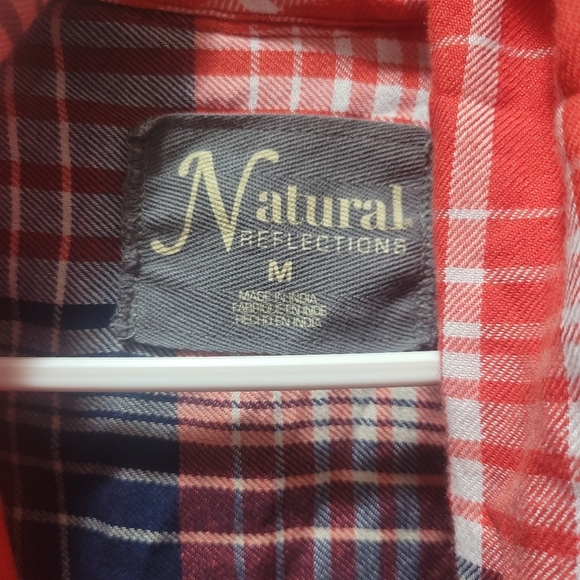 Natural
REFLECTIONS
M
MADE IN INDIA
FABRIQUÉ EN INDE
HECHO EN INDIA